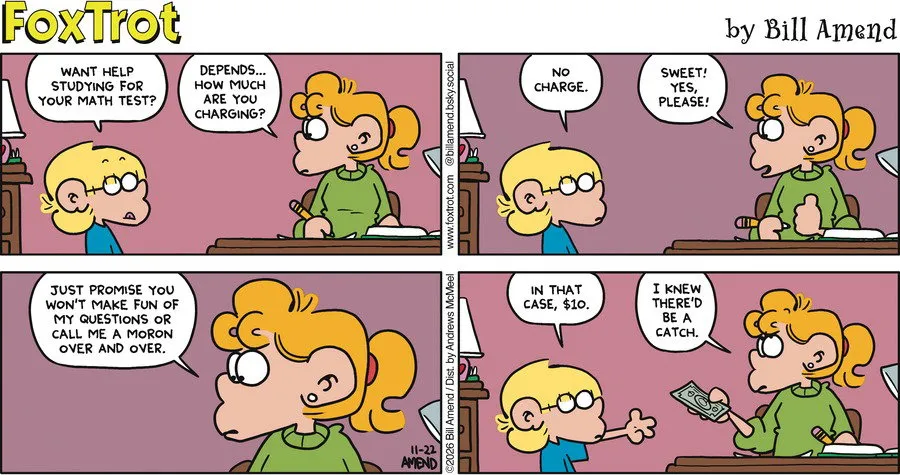 FoxTrot
by Bill Amend
WANT HELP
STUDYING FOR
YOUR MATH TEST?
DEPENDS...
HOW MUCH
ARE YOU
CHARGING?
www.foxtrot.com @billamend.bsky.social
NO
CHARGE.
SWEET!
YES,
PLEASE!
JUST PROMISE YOU
WON'T MAKE FUN OF
MY QUESTIONS OR
CALL ME A MORON
OVER AND OVER.
11-22
AMEND
©2026 Bill Amend / Dist. by Andrews McMeel
IN THAT
CASE, $10.
I KNEW
THERE'D
BE A
CATCH.